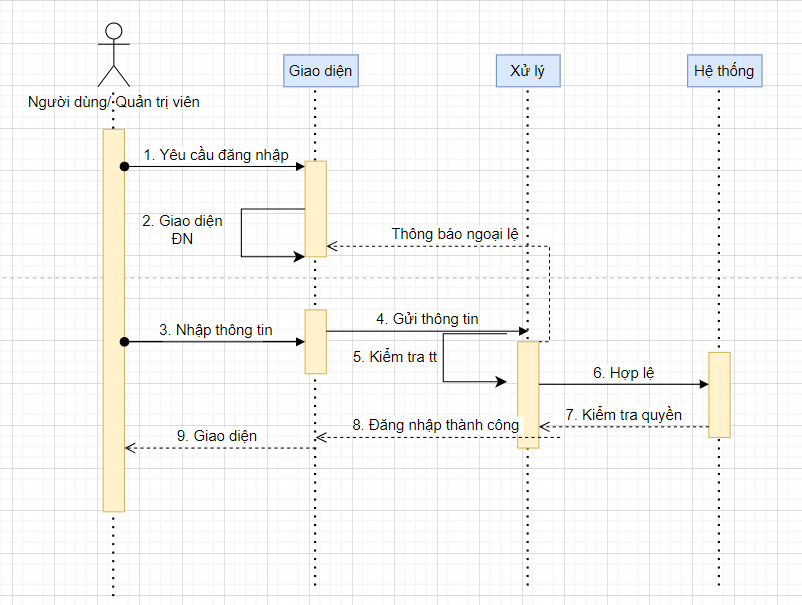 Người dùng/ Quản trị viên
Giao diện
Xử lý
Hệ thống
1. Yêu cầu đăng nhập
2. Giao diện
ĐN
Thông báo ngoại lệ
3. Nhập thông tin
4. Gửi thông tin
5. Kiểm tra tt
6. Hợp lệ
7. Kiểm tra quyền
8. Đăng nhập thành công
9. Giao diện